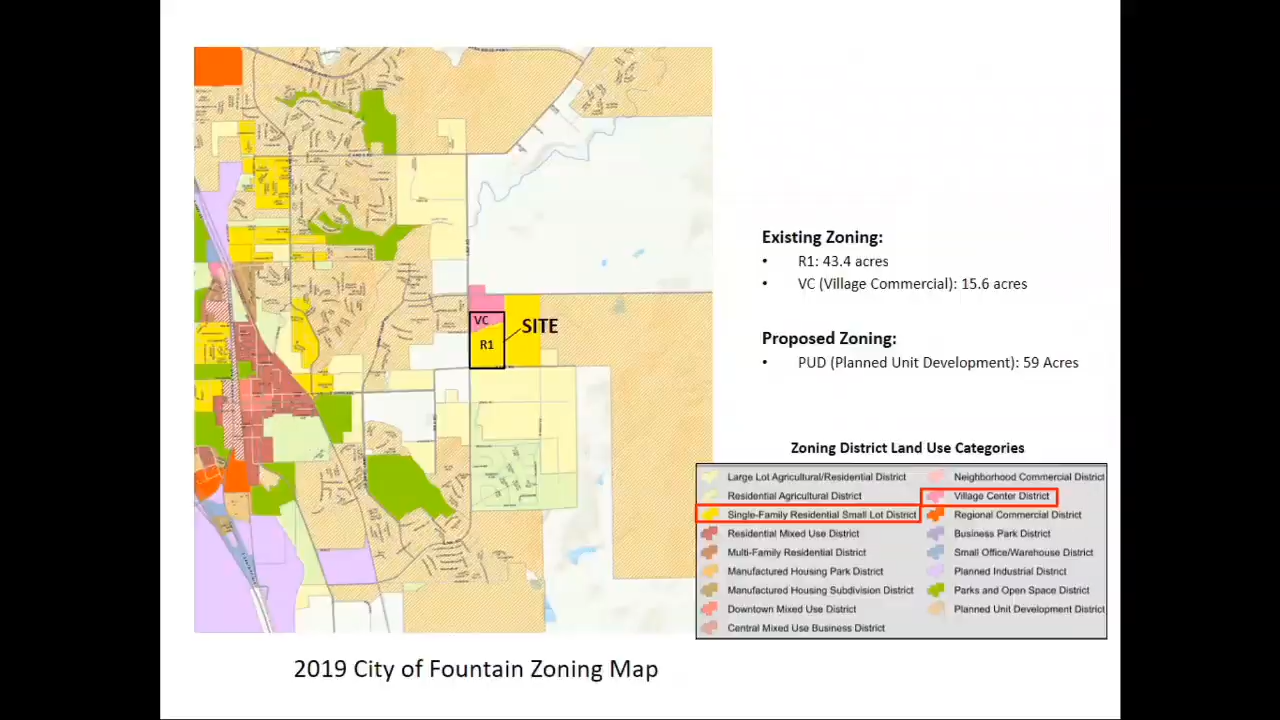 VC
R1
SITE
Existing Zoning:
• R1: 43.4 acres
• VC (Village Commercial): 15.6 acres
Proposed Zoning:
• PUD (Planned Unit Development): 59 Acres
Zoning District Land Use Categories
Large Lot Agricultural/Residential District
Residential Agricultural District
Single-Family Residential Small Lot District
Residential Mixed Use District
Multi-Family Residential District
Manufactured Housing Park District
Manufactured Housing Subdivision District
Downtown Mixed Use District
Central Mixed Use Business District
Neighborhood Commercial District
Village Center District
Regional Commercial District
Business Park District
Small Office/Warehouse District
Planned Industrial District
Parks and Open Space District
Planned Unit Development District
2019 City of Fountain Zoning Map